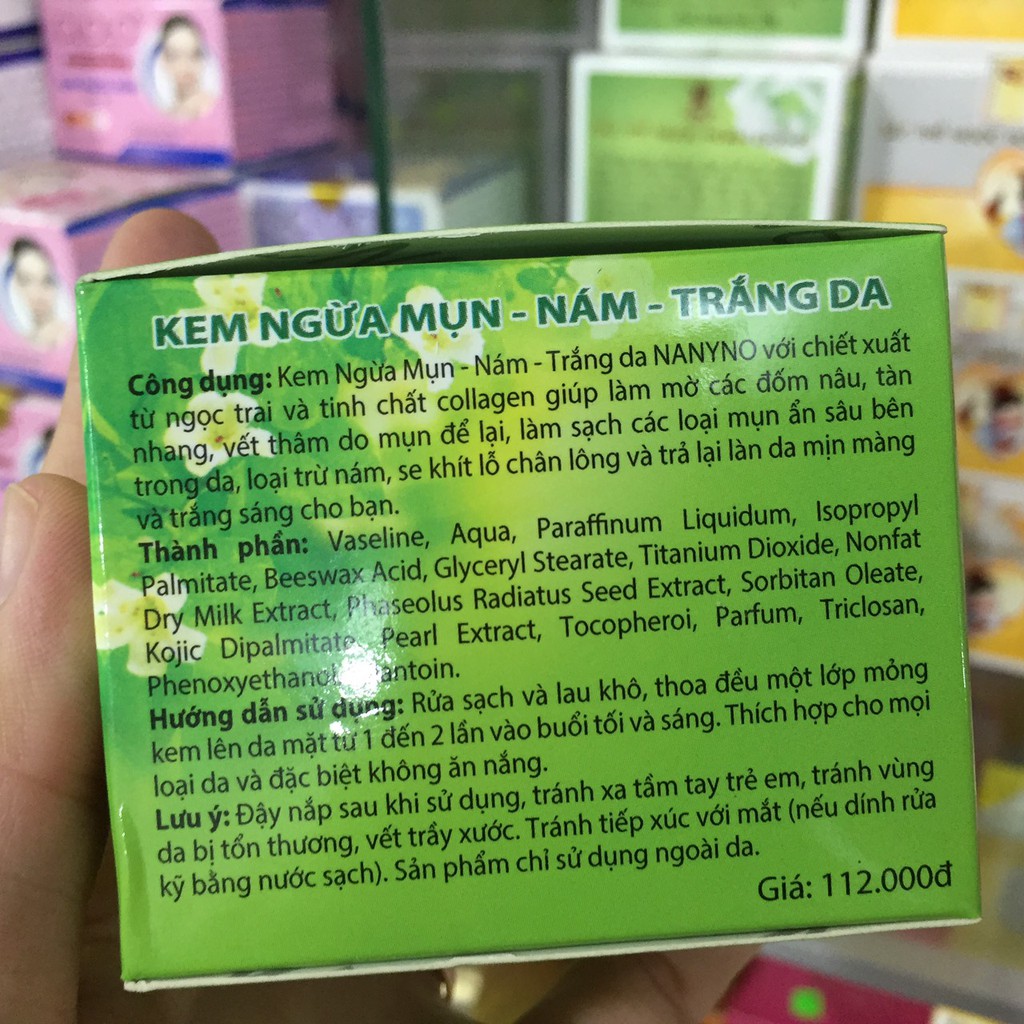 KEM NGỪA MỤN - NÁM - TRẮNG DA
Công dụng: Kem Ngừa Mụn - Nám - Trắng da NANYNO với chiết xuất
từ ngọc trai và tinh chất collagen giúp làm mờ các đốm nâu, tàn
nhang, vết thâm do mụn để lại, làm sạch các loại mụn ẩn sâu bên
trong da, loại trừ nám, se khít lỗ chân lông và trả lại làn da mịn màng
và trắng sáng cho bạn.
Thành phần: Vaseline, Aqua, Paraffinum Liquidum, Isopropyl
Palmitate, Beeswax Acid, Glyceryl Stearate, Titanium Dioxide, Nonfat
Dry Milk Extract, Phaseolus Radiatus Seed Extract, Sorbitan Oleate,
Kojic Dipalmitate, Pearl Extract, Tocopheroi, Parfum, Triclosan,
Phenoxyethanol, antoin.
Hướng dẫn sử dụng: Rửa sạch và lau khô, thoa đều một lớp mỏng
kem lên da mặt từ 1 đến 2 lần vào buổi tối và sáng. Thích hợp cho mọi
loại da và đặc biệt không ăn nắng.
Lưu ý: Đậy nắp sau khi sử dụng, tránh xa tầm tay trẻ em, tránh vùng
da bị tổn thương, vết trầy xước. Tránh tiếp xúc với mắt (nếu dính rửa
kỹ bằng nước sạch). Sản phẩm chỉ sử dụng ngoài da.
Giá: 112.000đ